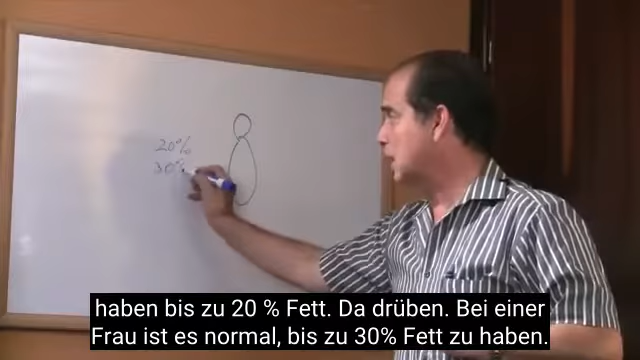 20%
30%
haben bis zu 20 % Fett. Da drüben. Bei einer
Frau ist es normal, bis zu 30% Fett zu haben.